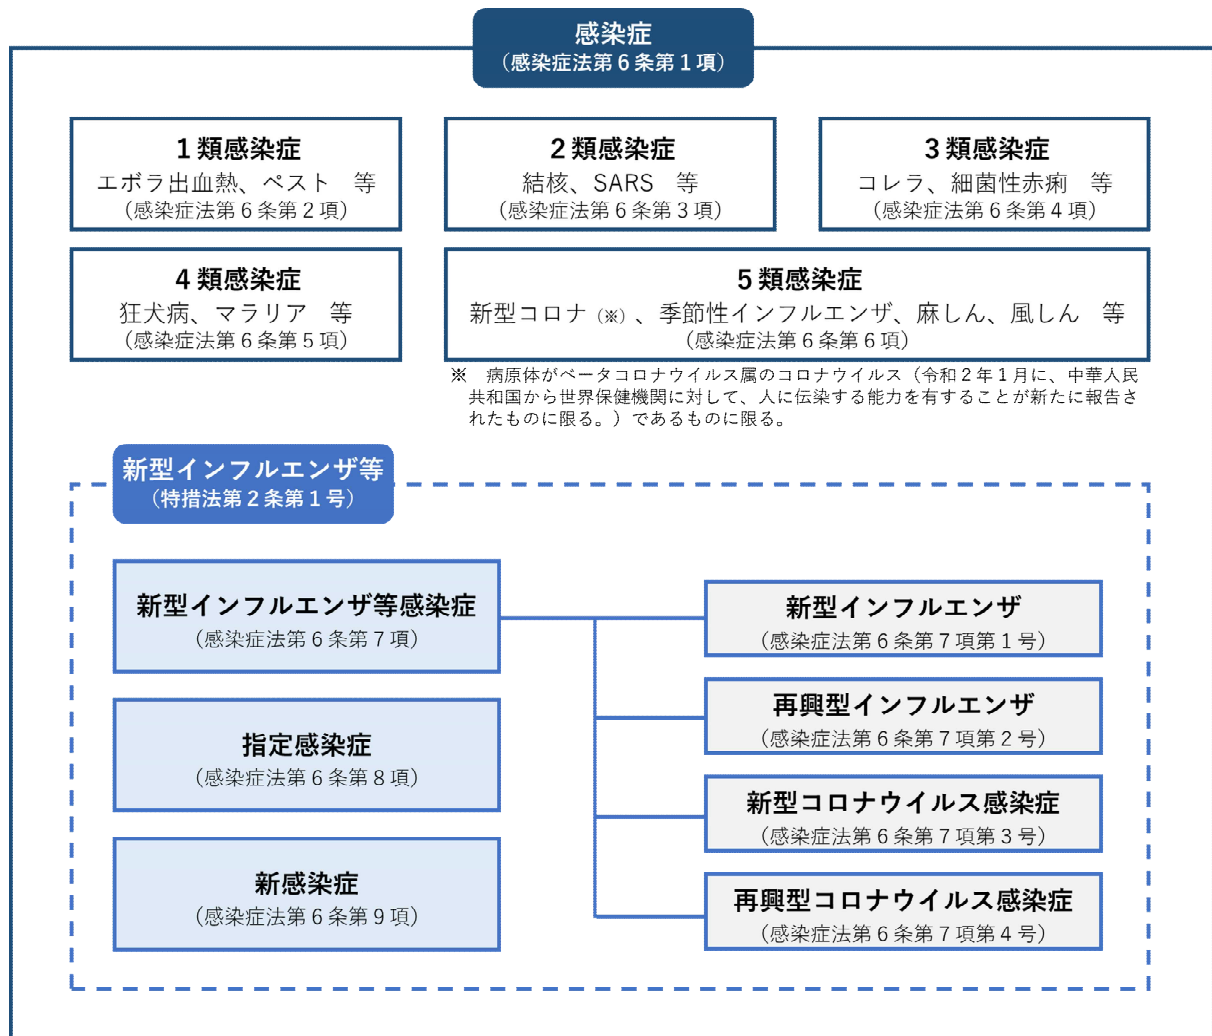 感染症
（感染症法第６条第１項）
１類感染症
エボラ出血熱、ペスト　等
（感染症法第６条第２項）
２類感染症
結核、SARS　等
（感染症法第６条第３項）
３類感染症
コレラ、細菌性赤痢　等
（感染症法第６条第４項）
４類感染症
狂犬病、マラリア　等
（感染症法第６条第５項）
５類感染症
新型コロナ（※）、季節性インフルエンザ、麻しん、風しん　等
（感染症法第６条第６項）
※　病原体がベータコロナウイルス属のコロナウイルス（令和２年１月に、中華人民
共和国から世界保健機関に対して、人に伝染する能力を有することが新たに報告さ
れたものに限る。）であるものに限る。
新型インフルエンザ等
（特措法第２条第１号）
新型インフルエンザ等感染症
（感染症法第６条第７項）
指定感染症
（感染症法第６条第８項）
新感染症
（感染症法第６条第９項）
新型インフルエンザ
（感染症法第６条第７項第１号）
再興型インフルエンザ
（感染症法第６条第７項第２号）
新型コロナウイルス感染症
（感染症法第６条第７項第３号）
再興型コロナウイルス感染症
（感染症法第６条第７項第４号）